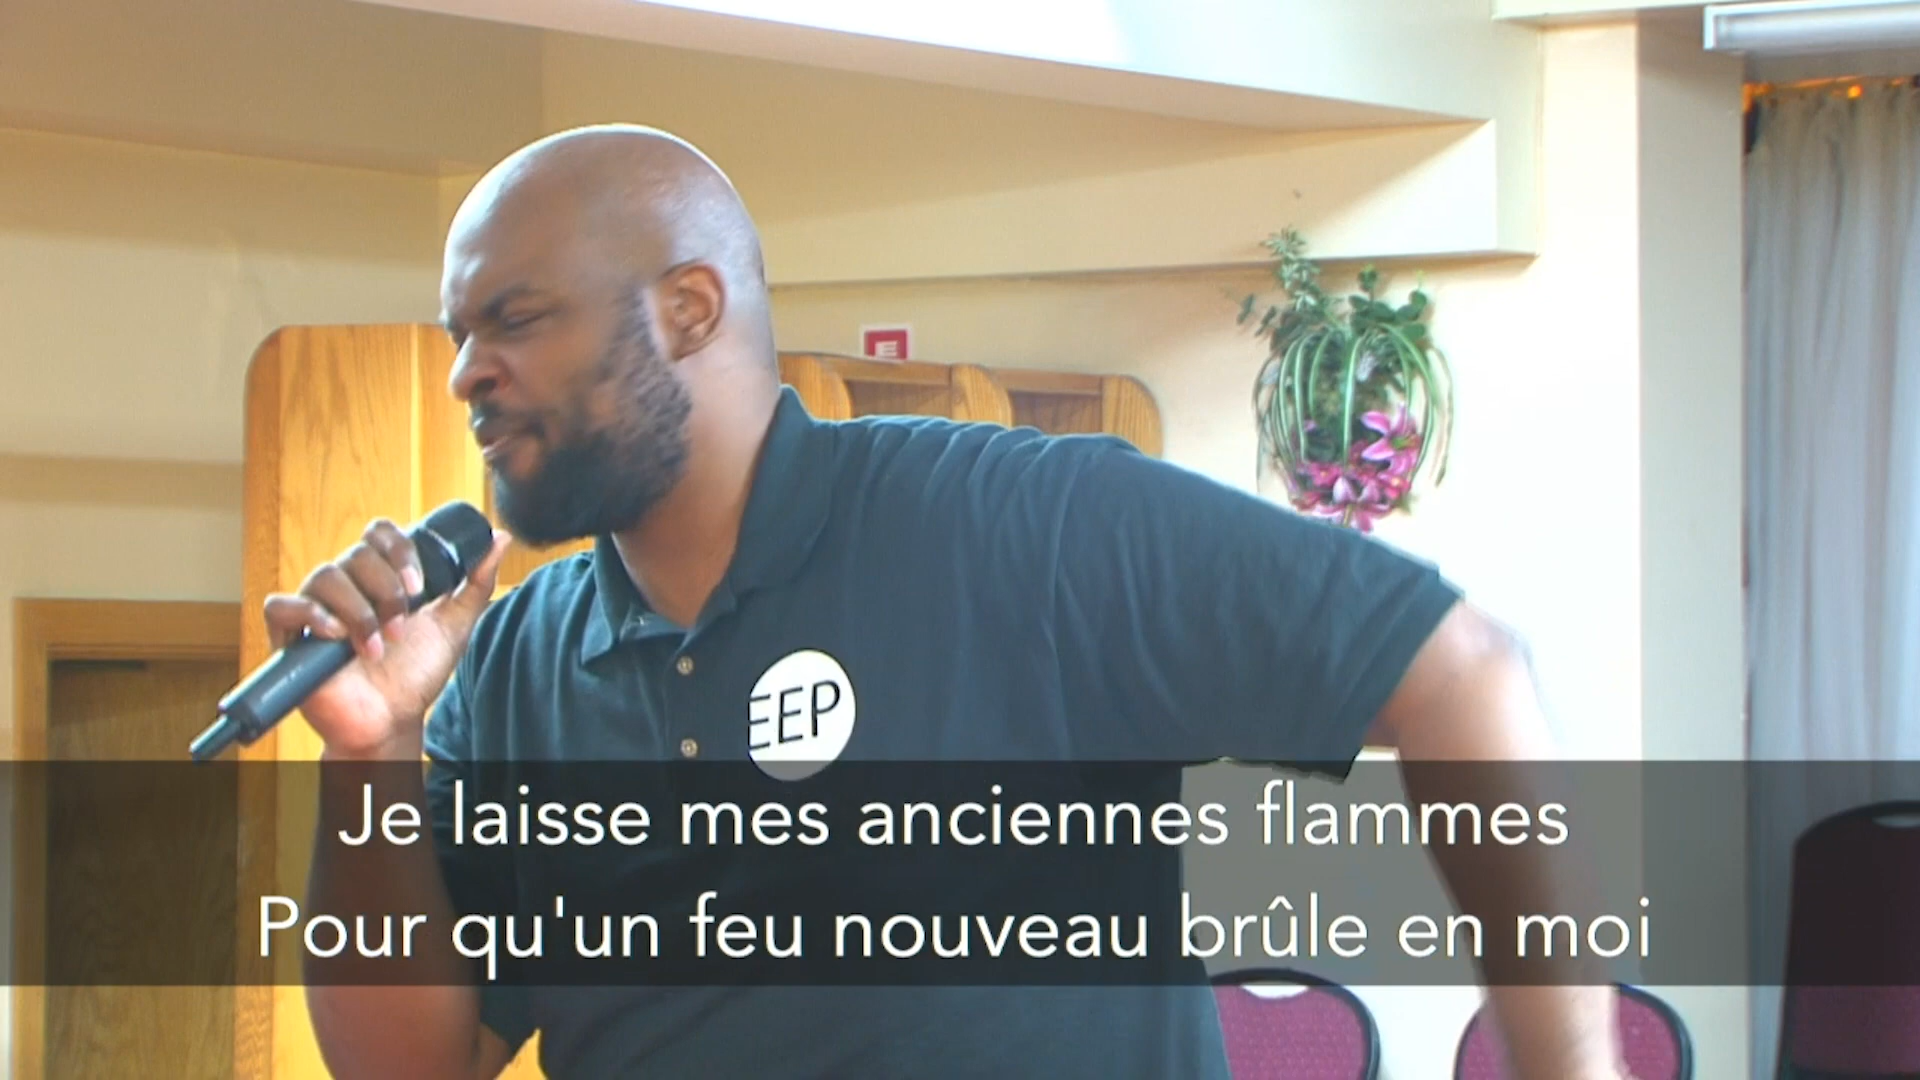 E
EEP
Je laisse mes anciennes flammes
Pour qu'un feu nouveau brûle en moi